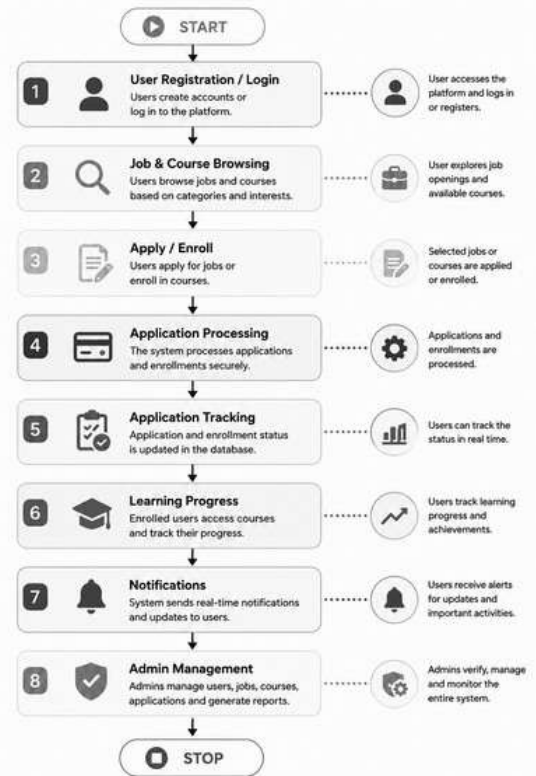 START
1
User Registration / Login
Users create accounts or
log in to the platform.
User accesses the
platform and logs in
or registers.
2
Job & Course Browsing
Users browse jobs and courses
based on categories and interests.
User explores job
openings and
available courses.
3
Apply / Enroll
Users apply for jobs or
enroll in courses.
Selected jobs or
courses are applied
or enrolled.
4
Application Processing
The system processes applications
and enrollments securely.
Applications and
enrollments are
processed.
5
Application Tracking
Application and enrollment status
is updated in the database.
Users can track the
status in real time.
6
Learning Progress
Enrolled users access courses
and track their progress.
Users track learning
progress and
achievements.
7
Notifications
System sends real-time notifications
and updates to users.
Users receive alerts
for updates and
important activities.
8
Admin Management
Admins manage users, jobs, courses,
applications and generate reports.
Admins verify, manage
and monitor the
entire system.
STOP